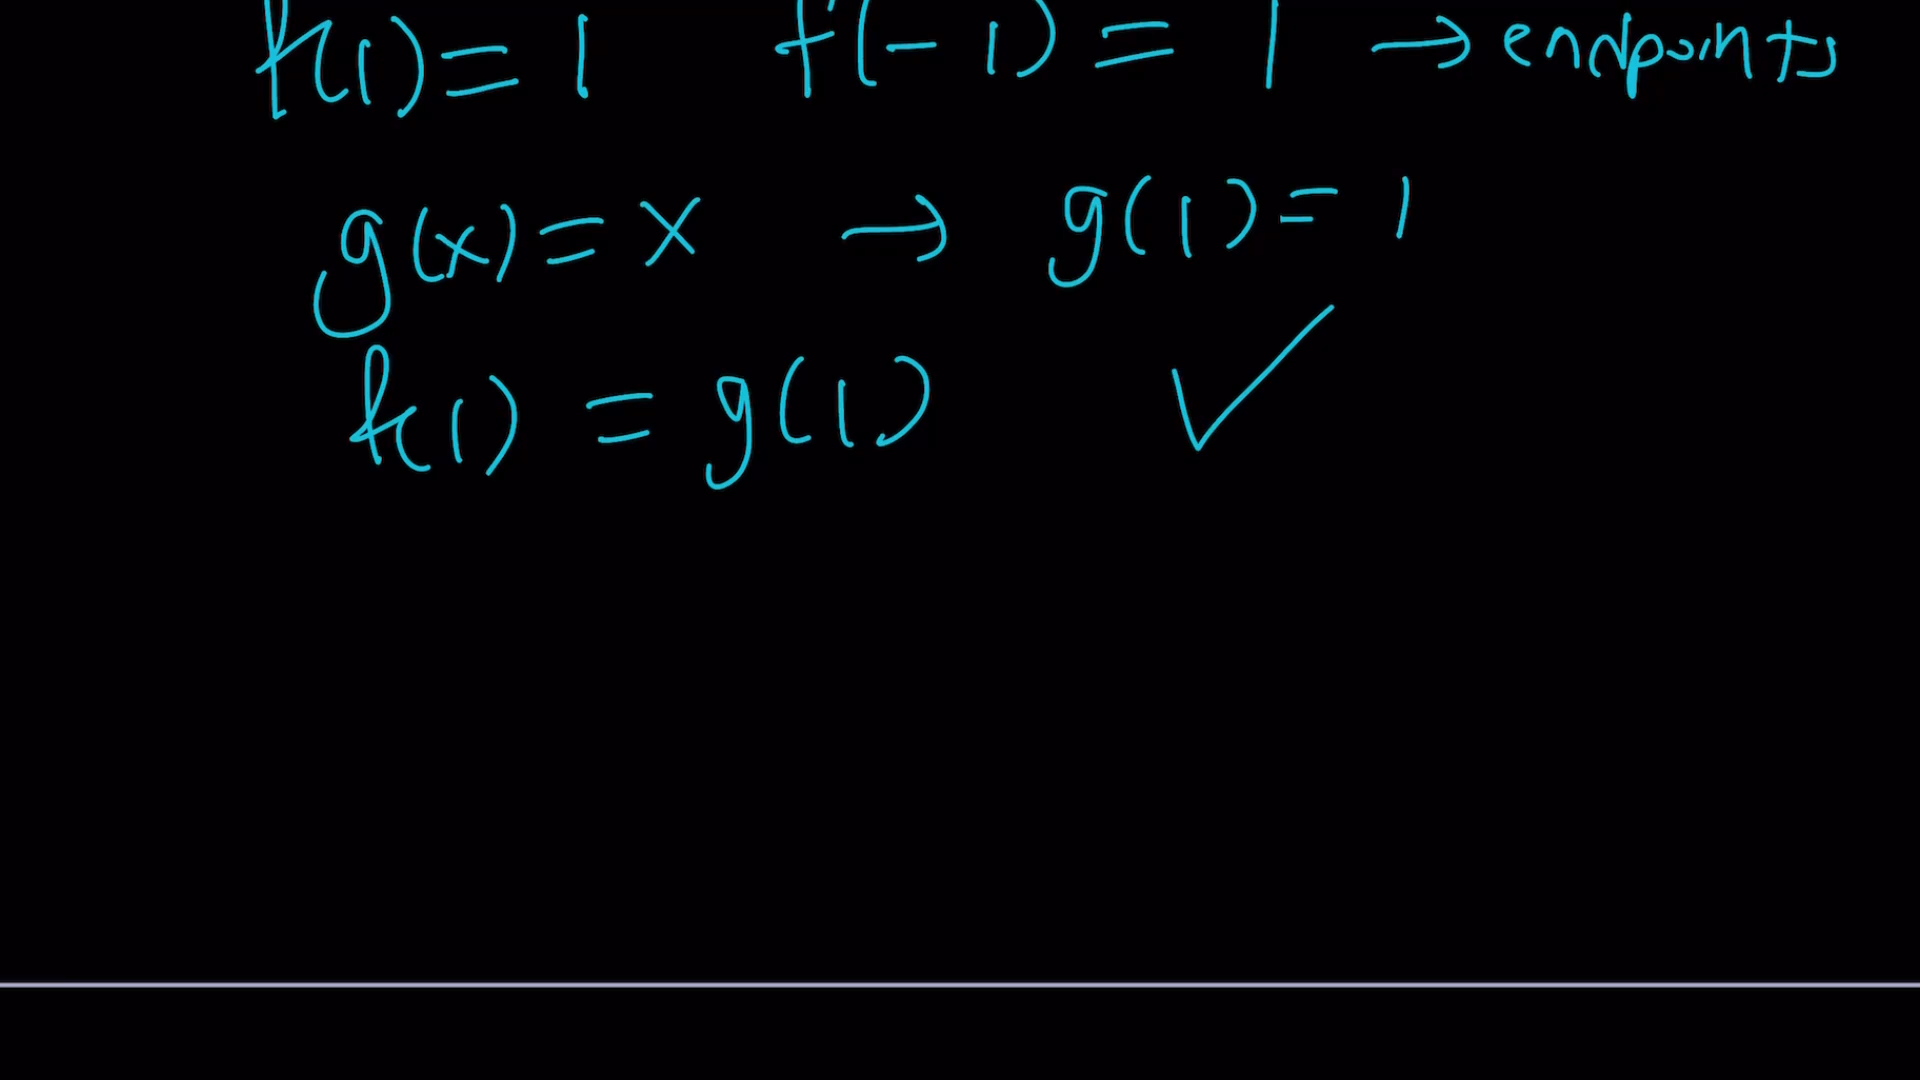 f(1) = 1 f(-1) = 1 → endpoints
g(x) = x → g(1) = 1
f(1) = g(1) ✓